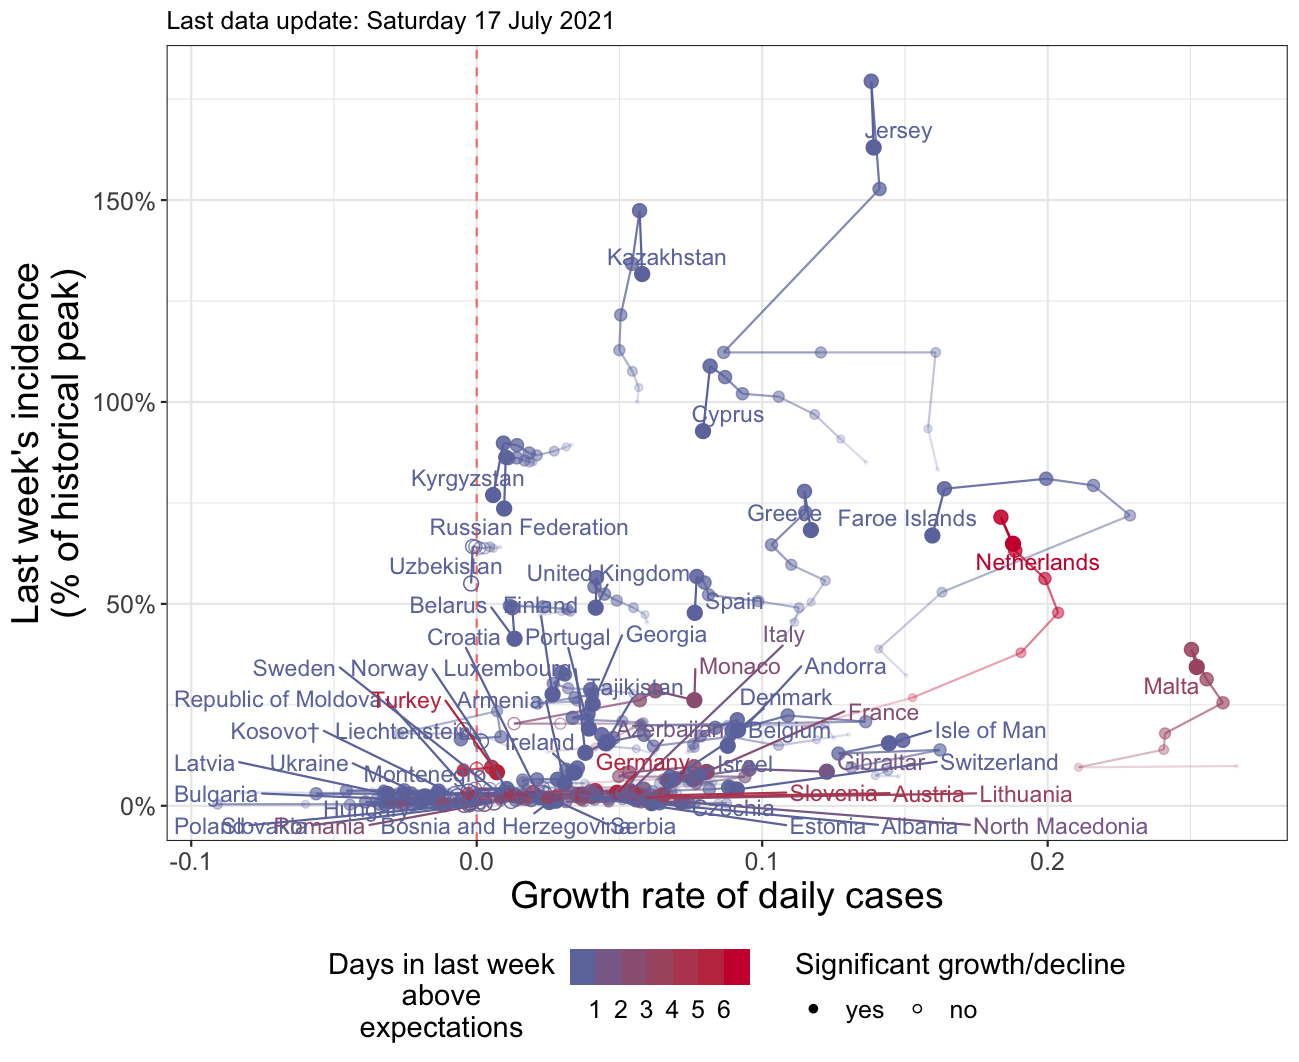 Last data update: Saturday 17 July 2021
Last week's incidence
(% of historical peak)
150%
100%
50%
0%
Jersey
Kazakhstan
Cyprus
Kyrgyzstan
Greece
Faroe Islands
Russian Federation
Netherlands
Uzbekistan
United Kingdom
Belarus
Finland
Spain
Croatia
Portugal
Georgia
Italy
Sweden
Norway
Luxembourg
Monaco
Andorra
Tajikistan
Malta
Republic of Moldova
Turkey
Armenia
Denmark
France
Kosovo†
Liechtenstein
Azerbaijan
Belgium
Isle of Man
Ireland
Latvia
Ukraine
Montenegro
Germany
Israel
Gibraltar
Switzerland
Bulgaria
Hungary
Slovenia
Austria
Lithuania
Czechia
Poland
Slovakia
Romania
Bosnia and Herzegovina
Serbia
Estonia
Albania
North Macedonia
-0.1
0.0
0.1
0.2
Growth rate of daily cases
Days in last week
above
expectations
1 2 3 4 5 6
Significant growth/decline
yes
no